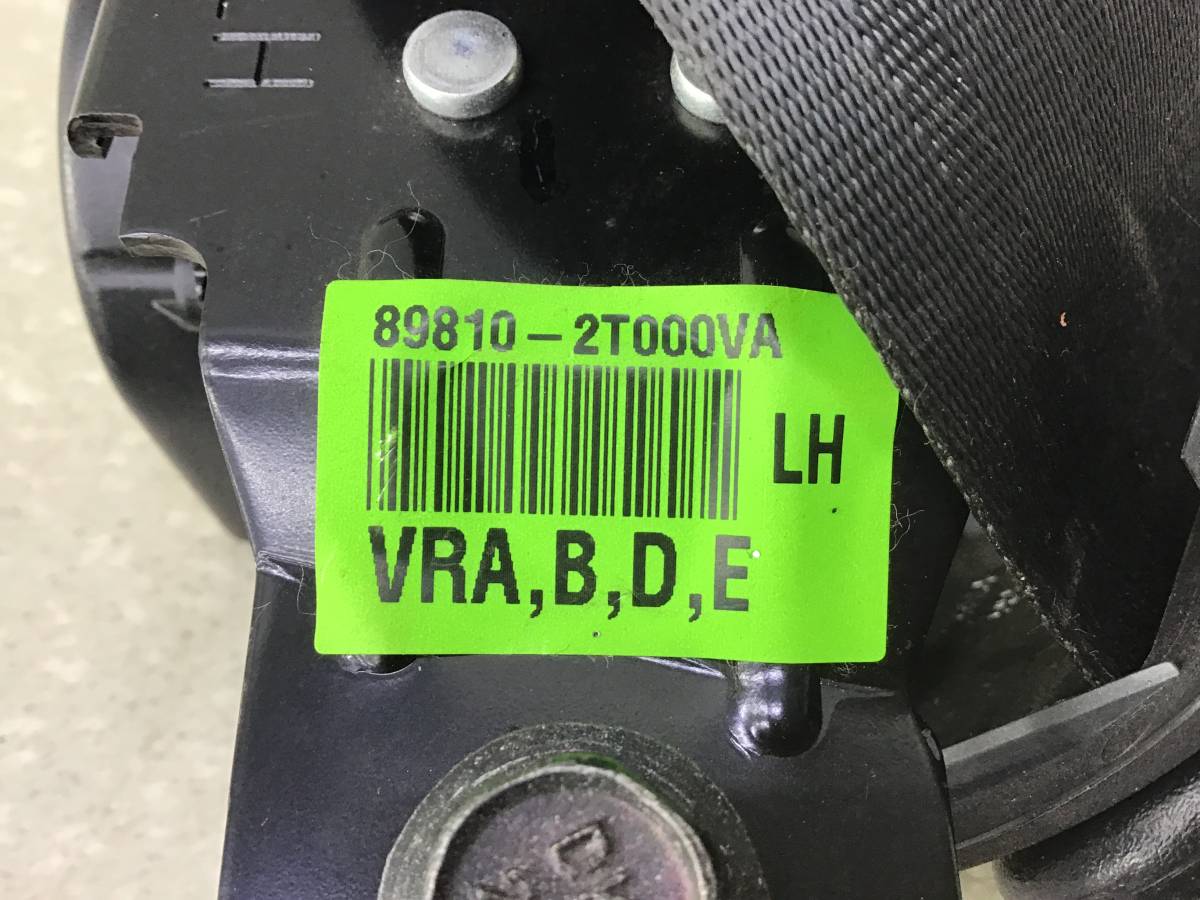 H
89810-2T000VA
LH
VRA,B,D,E